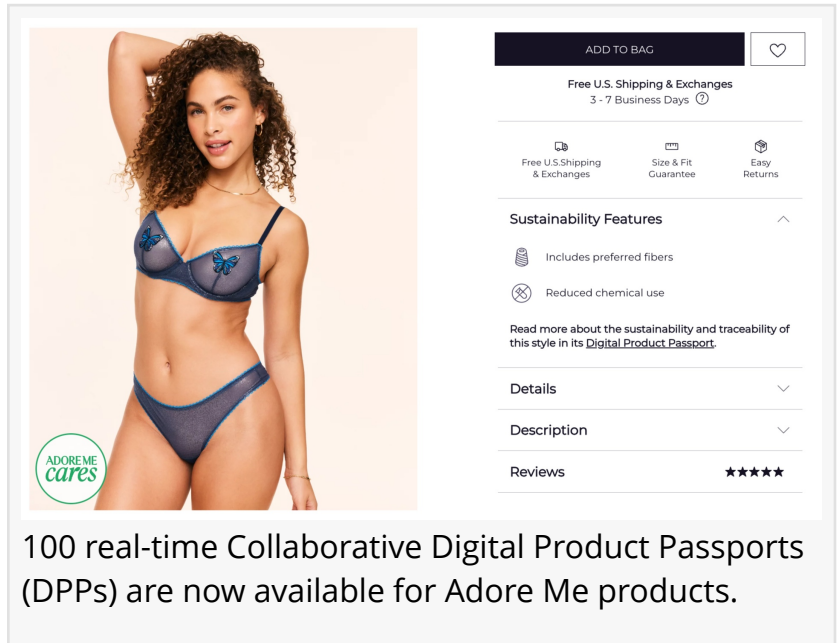 ADD TO BAG
Free U.S. Shipping & Exchanges
3 - 7 Business Days ?
Free U.S.Shipping
& Exchanges
Size & Fit
Guarantee
Easy
Returns
Sustainability Features
Includes preferred fibers
Reduced chemical use
Read more about the sustainability and traceability of
this style in its Digital Product Passport.
Details
Description
Reviews ★★★★★
ADORE ME
cares
100 real-time Collaborative Digital Product Passports
(DPPs) are now available for Adore Me products.